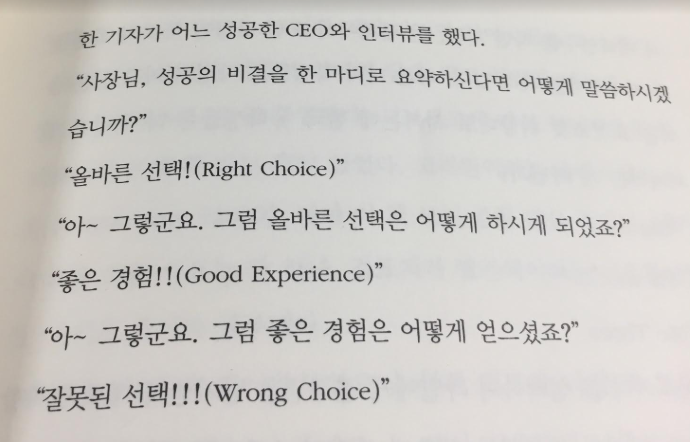 한 기자가 어느 성공한 CEO와 인터뷰를 했다.
“사장님, 성공의 비결을 한 마디로 요약하신다면 어떻게 말씀하시겠
습니까?”
“올바른 선택!(Right Choice)”
“아~ 그렇군요. 그럼 올바른 선택은 어떻게 하시게 되었죠?”
“좋은 경험!!(Good Experience)”
“아~ 그렇군요. 그럼 좋은 경험은 어떻게 얻으셨죠?”
“잘못된 선택!!!(Wrong Choice)”